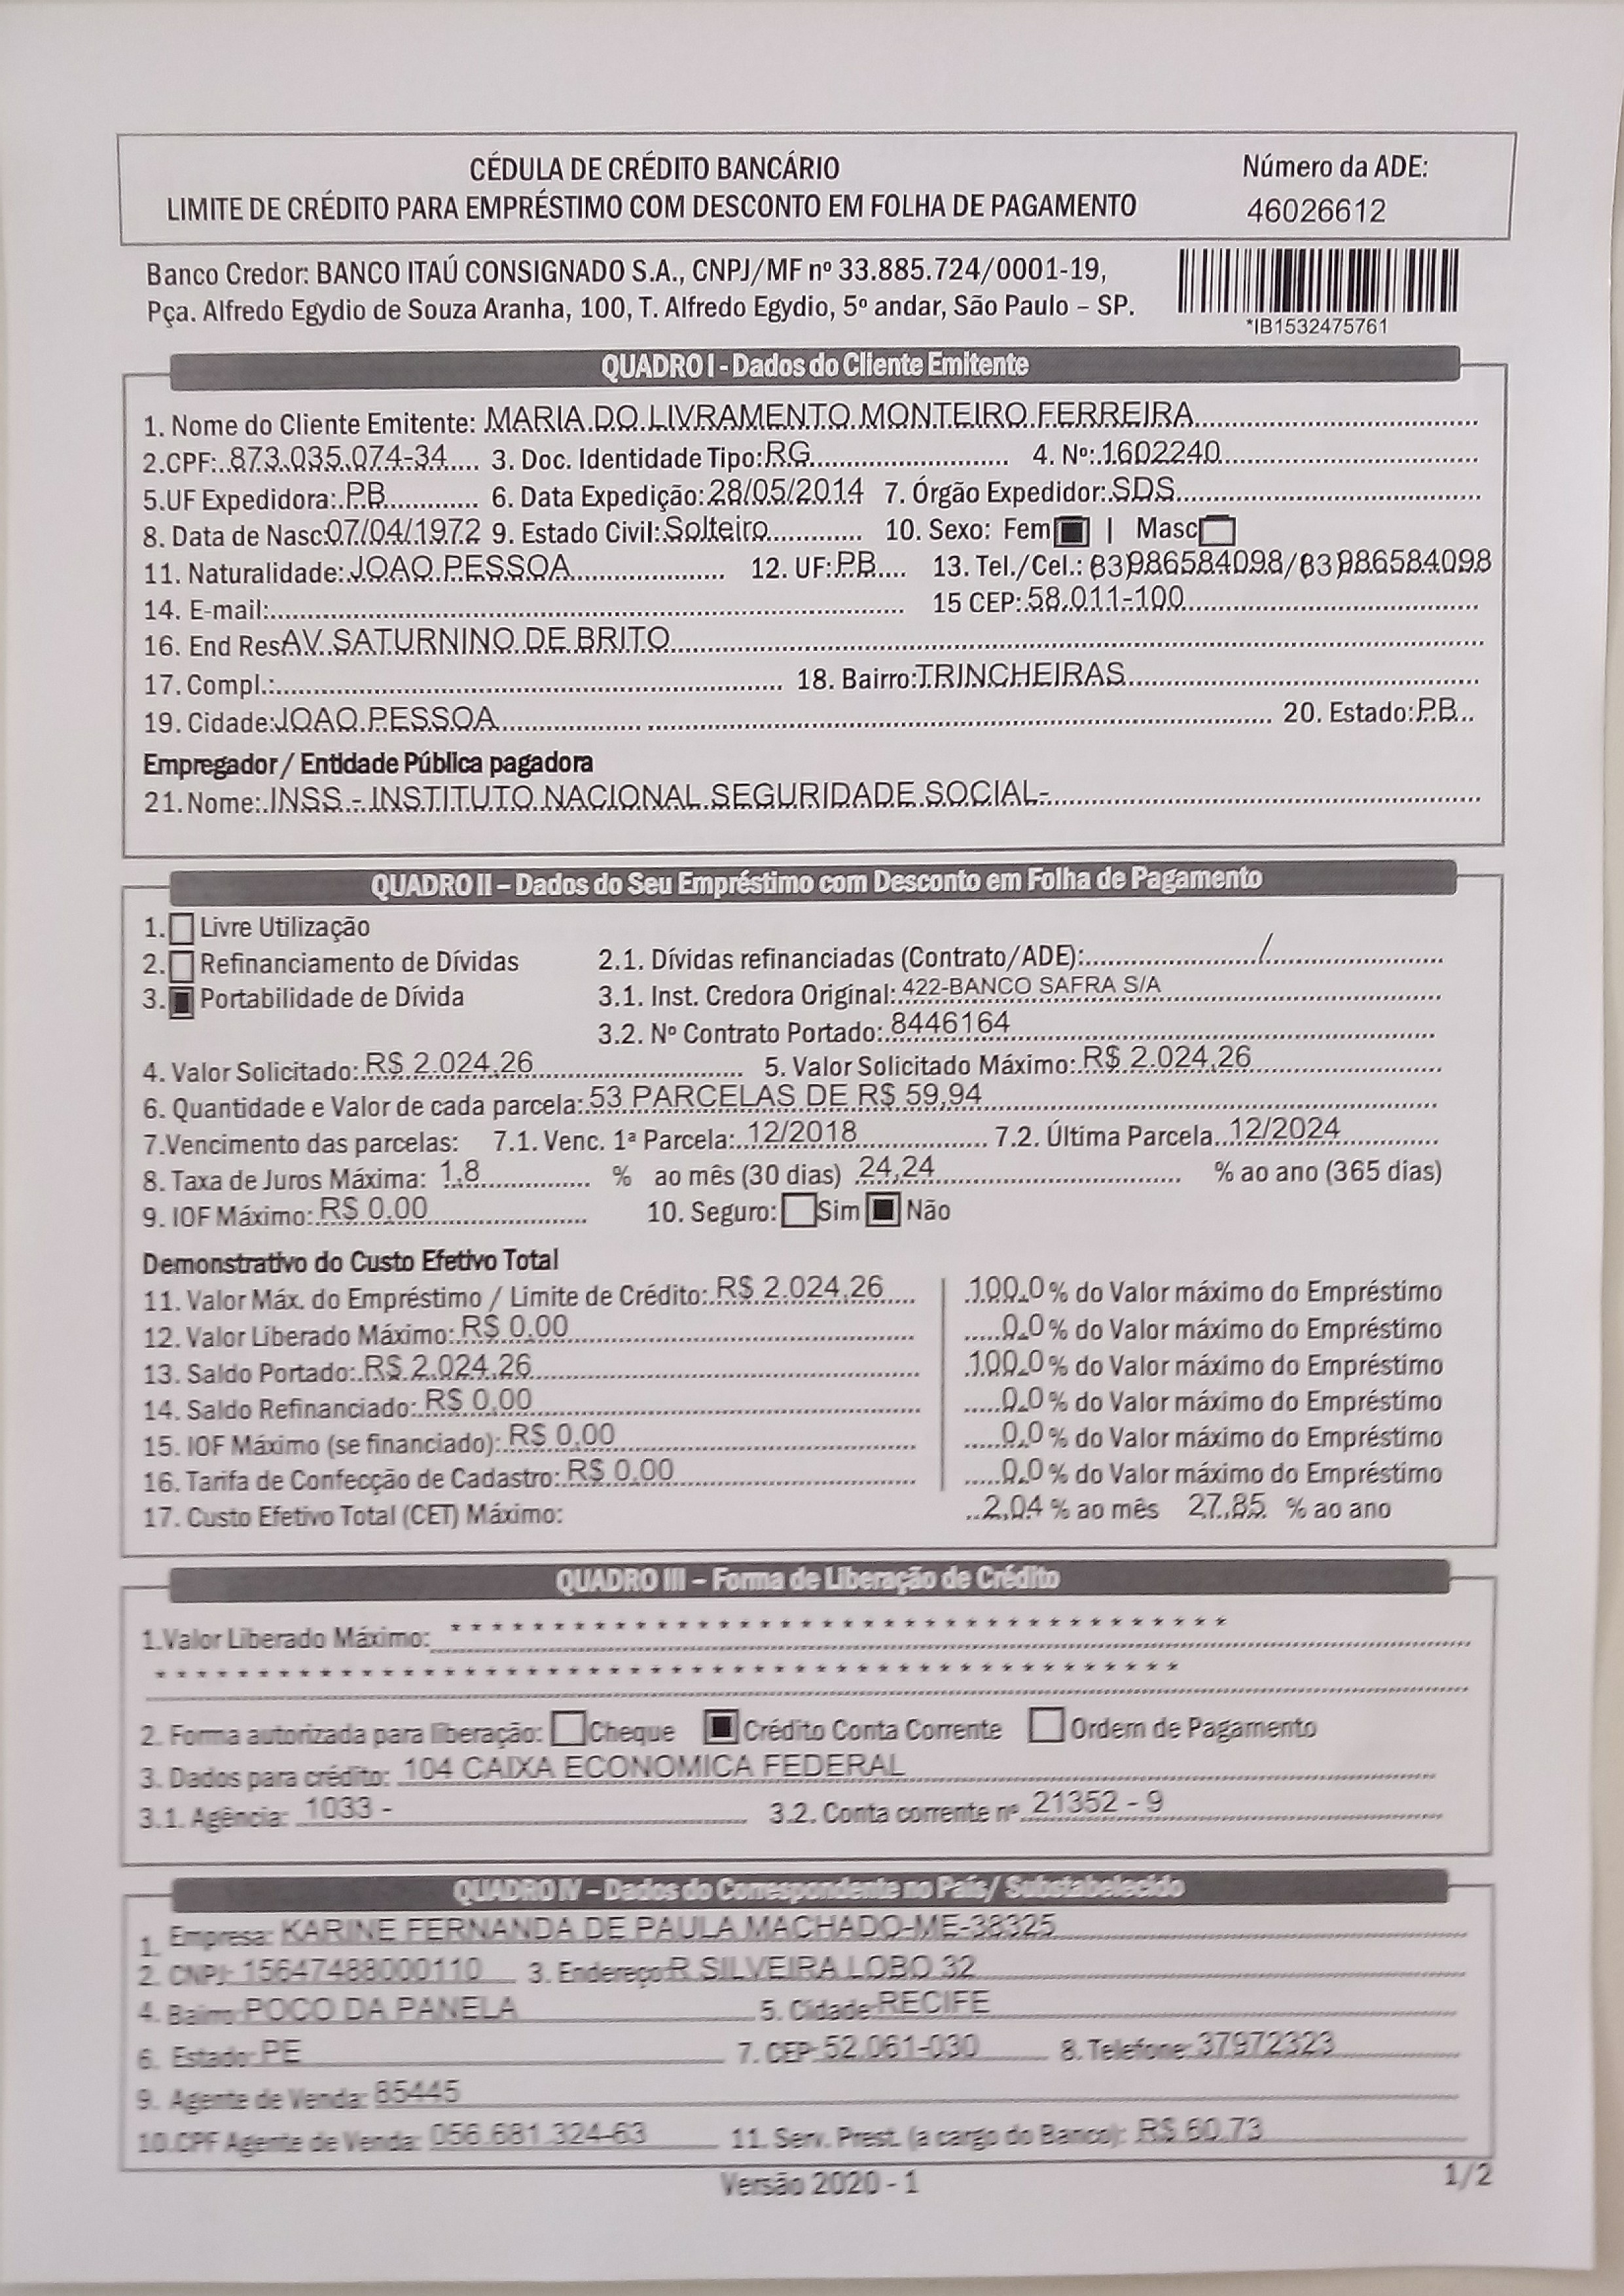 CÉDULA DE CRÉDITO BANCÁRIO
LIMITE DE CRÉDITO PARA EMPRÉSTIMO COM DESCONTO EM FOLHA DE PAGAMENTO
Número da ADE:
46026612
Banco Credor: BANCO ITAÚ CONSIGNADO S.A., CNPJ/MF nº 33.885.724/0001-19,
Pça. Alfredo Egydio de Souza Aranha, 100, T. Alfredo Egydio, 5º andar, São Paulo – SP.
*IB1532475761
QUADRO I - Dados do Cliente Emitente
1. Nome do Cliente Emitente: MARIA DO LIVRAMENTO MONTEIRO FERREIRA
2.CPF: 873.035.074-34 3. Doc. Identidade Tipo: RG 4. Nº: 1602240
5.UF Expedidora: PB 6. Data Expedição: 28/05/2014 7. Órgão Expedidor: SDS
8. Data de Nasc: 07/04/1972 9. Estado Civil: Solteiro 10. Sexo: Fem | Masc
11. Naturalidade: JOAO PESSOA 12. UF: PB 13. Tel./Cel.: (83)986584098/(83)986584098
14. E-mail: 15 CEP: 58.011-100
16. End Res AV. SATURNINO DE BRITO
17. Compl.: 18. Bairro: TRINCHEIRAS
19. Cidade: JOAO PESSOA 20. Estado: PB
Empregador / Entidade Pública pagadora
21. Nome: INSS - INSTITUTO NACIONAL SEGURIDADE SOCIAL-
QUADRO II – Dados do Seu Empréstimo com Desconto em Folha de Pagamento
1. Livre Utilização
2. Refinanciamento de Dívidas 2.1. Dívidas refinanciadas (Contrato/ADE): /
3. Portabilidade de Dívida 3.1. Inst. Credora Original: 422-BANCO SAFRA S/A
3.2. Nº Contrato Portado: 8446164
4. Valor Solicitado: R$ 2.024,26 5. Valor Solicitado Máximo: R$ 2.024,26
6. Quantidade e Valor de cada parcela: 53 PARCELAS DE R$ 59,94
7.Vencimento das parcelas: 7.1. Venc. 1ª Parcela: 12/2018 7.2. Última Parcela 12/2024
8. Taxa de Juros Máxima: 1,8 % ao mês (30 dias) 24,24 % ao ano (365 dias)
9. IOF Máximo: R$ 0,00 10. Seguro: Sim Não
Demonstrativo do Custo Efetivo Total
11. Valor Máx. do Empréstimo / Limite de Crédito: R$ 2.024,26 100,0 % do Valor máximo do Empréstimo
12. Valor Liberado Máximo: R$ 0,00 0,0 % do Valor máximo do Empréstimo
13. Saldo Portado: R$ 2.024,26 100,0 % do Valor máximo do Empréstimo
14. Saldo Refinanciado: R$ 0,00 0,0 % do Valor máximo do Empréstimo
15. IOF Máximo (se financiado): R$ 0,00 0,0 % do Valor máximo do Empréstimo
16. Tarifa de Confecção de Cadastro: R$ 0,00 0,0 % do Valor máximo do Empréstimo
17. Custo Efetivo Total (CET) Máximo: 2,04 % ao mês 27,85 % ao ano
QUADRO III – Forma de Liberação de Crédito
1.Valor Liberado Máximo: * * * * * * * * * * * * * * * * * * * * * * * * * * * * * * * * * * * * * * * * * * * * *
* * * * * * * * * * * * * * * * * * * * * * * * * * * * * * * * * * * * * * * * * * * * * * * * * * * * * * * * * * *
2. Forma autorizada para liberação: Cheque Crédito Conta Corrente Ordem de Pagamento
3. Dados para crédito: 104 CAIXA ECONOMICA FEDERAL
3.1. Agência: 1033 - 3.2. Conta corrente nº 21352 - 9
QUADRO IV – Dados do Correspondente no País/ Substabelecido
1. Empresa: KARINE FERNANDA DE PAULA MACHADO-ME-38325
2. CNPJ: 15647488000110 3. Endereço: R SILVEIRA LOBO 32
4. Bairro: POCO DA PANELA 5. Cidade: RECIFE
6. Estado: PE 7. CEP: 52.061-030 8. Telefone: 37972323
9. Agente de Venda: 85445
10.CPF Agente de Venda: 056.681.324-63 11. Serv. Prest. (a cargo do Banco): R$ 60,73
Versão 2020 - 1
1/2